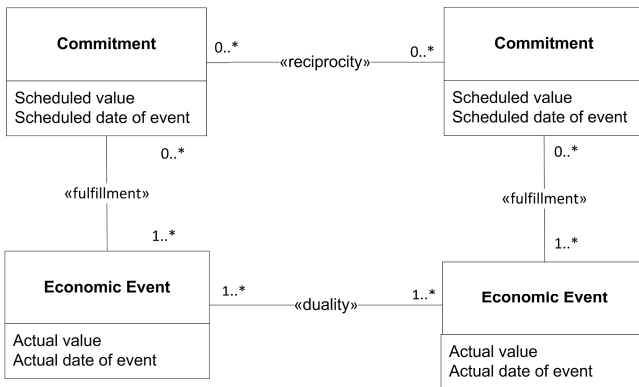 Commitment
Scheduled value
Scheduled date of event
0..*
«reciprocity»
0..*
Commitment
Scheduled value
Scheduled date of event
0..*
«fulfillment»
1..*
0..*
«fulfillment»
1..*
Economic Event
Actual value
Actual date of event
1..*
«duality»
1..*
Economic Event
Actual value
Actual date of event